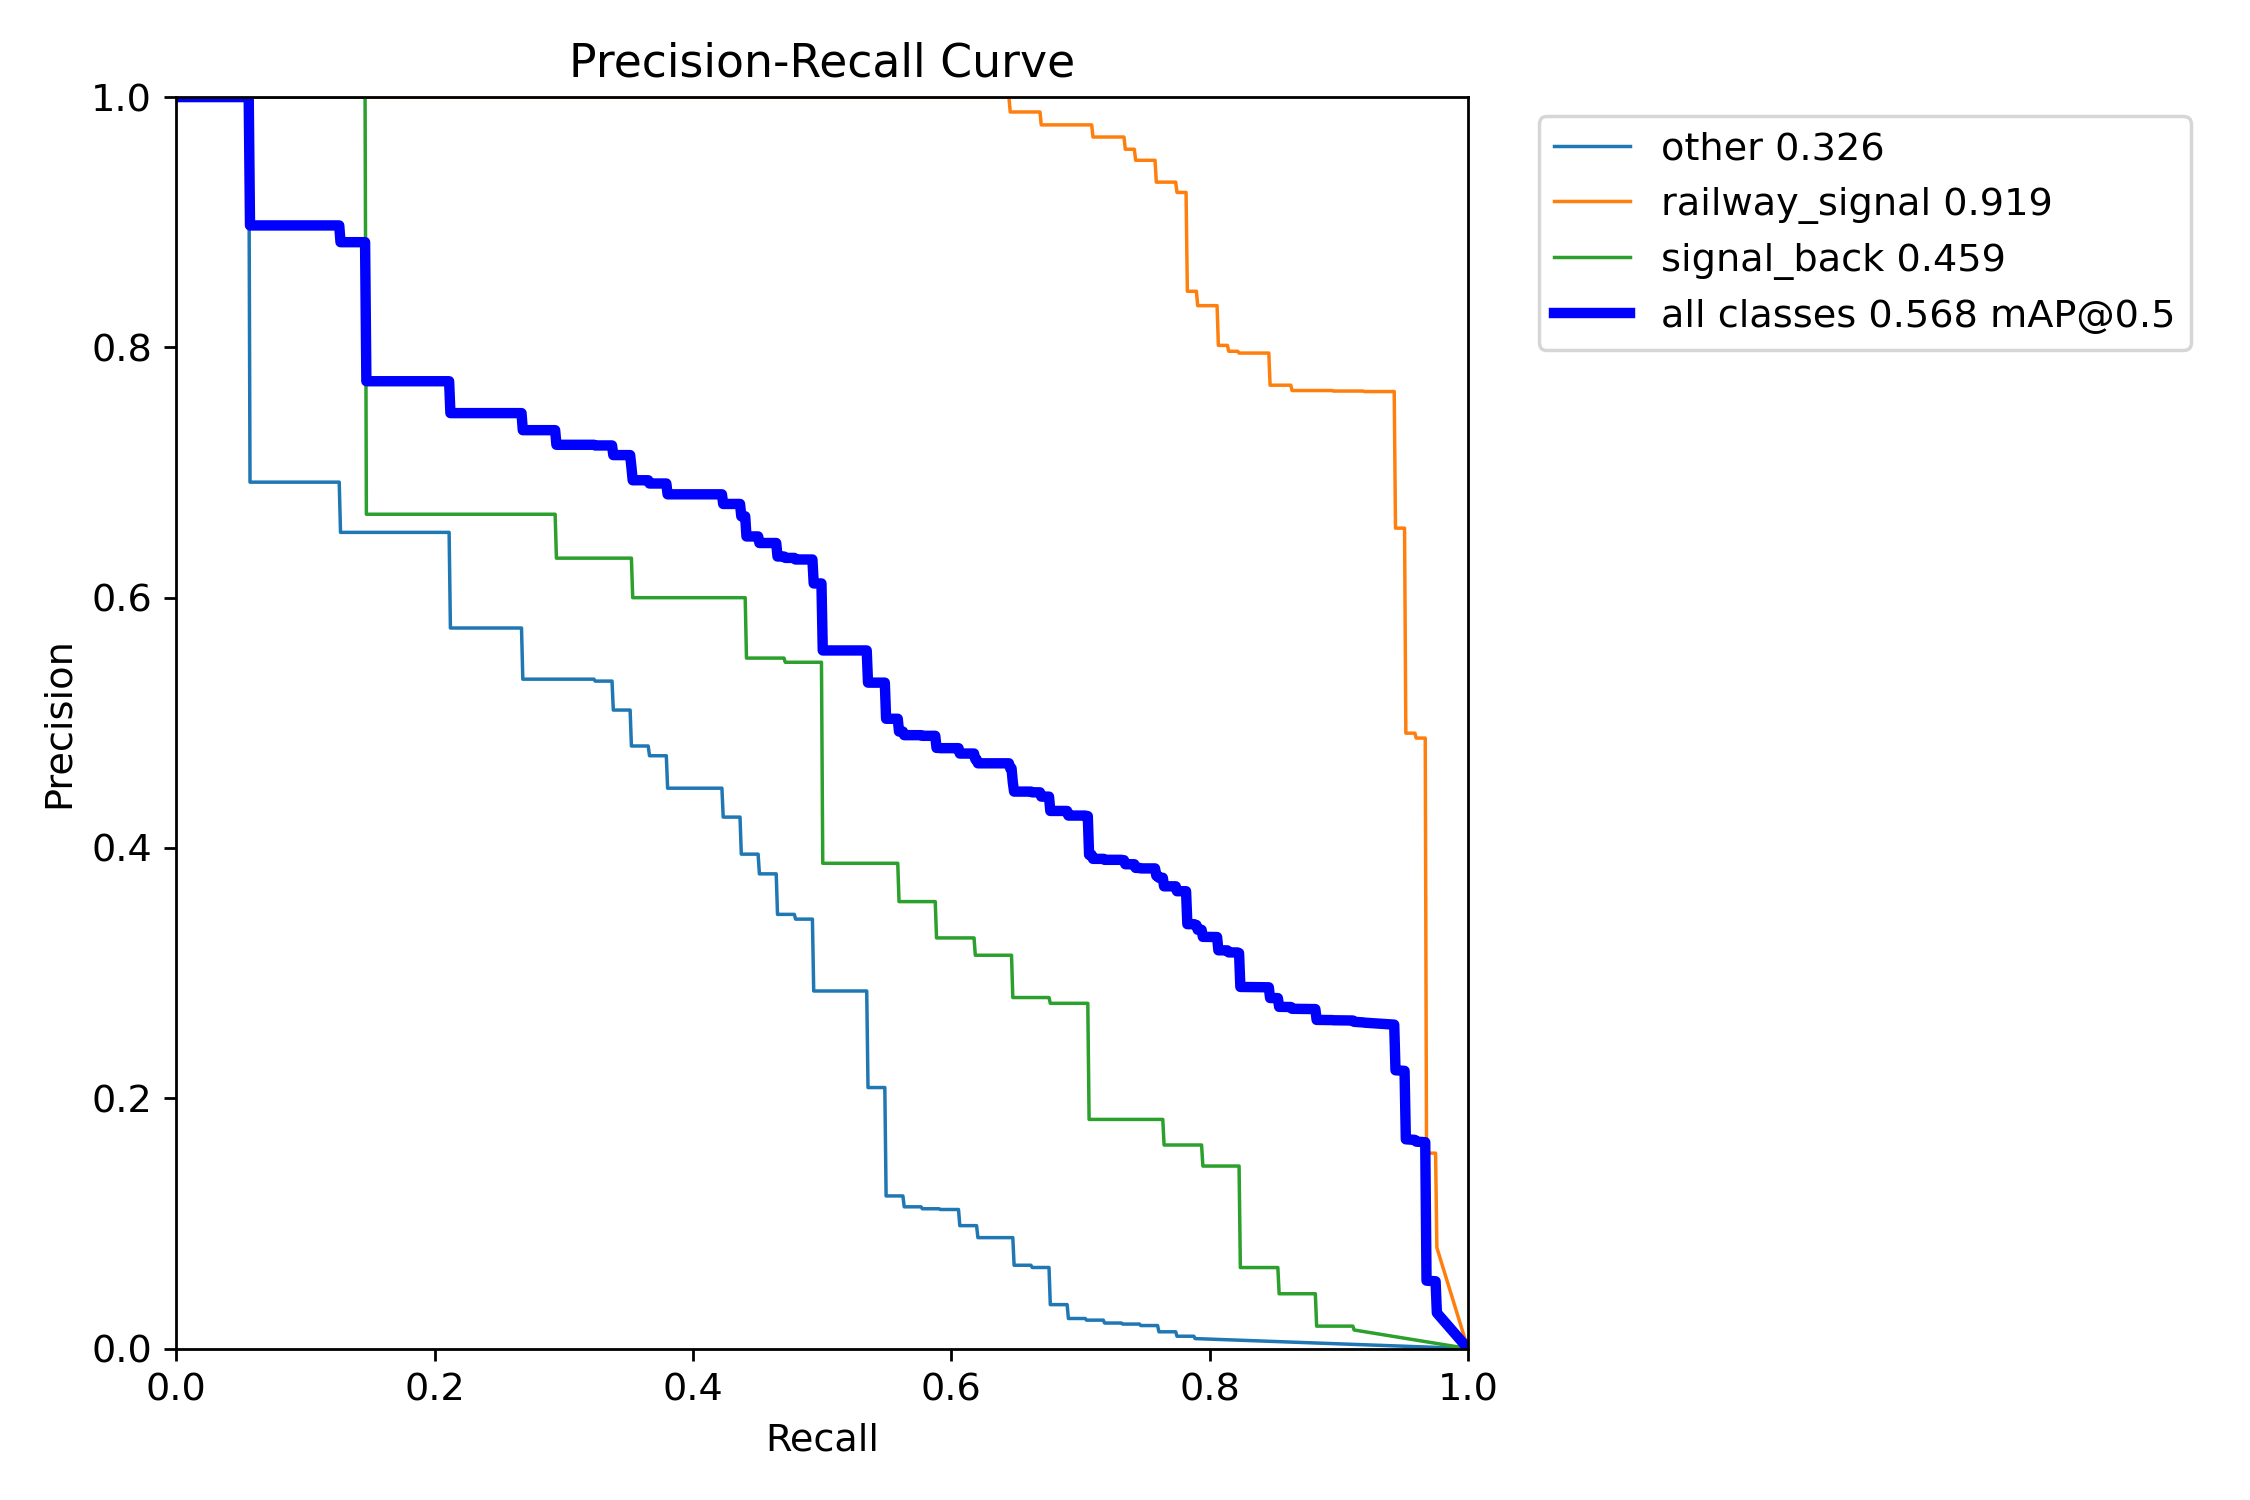 Precision-Recall Curve
1.0
0.8
0.6
0.4
0.2
0.0
Precision
0.0 0.2 0.4 0.6 0.8 1.0
Recall
other 0.326
railway_signal 0.919
signal_back 0.459
all classes 0.568 mAP@0.5